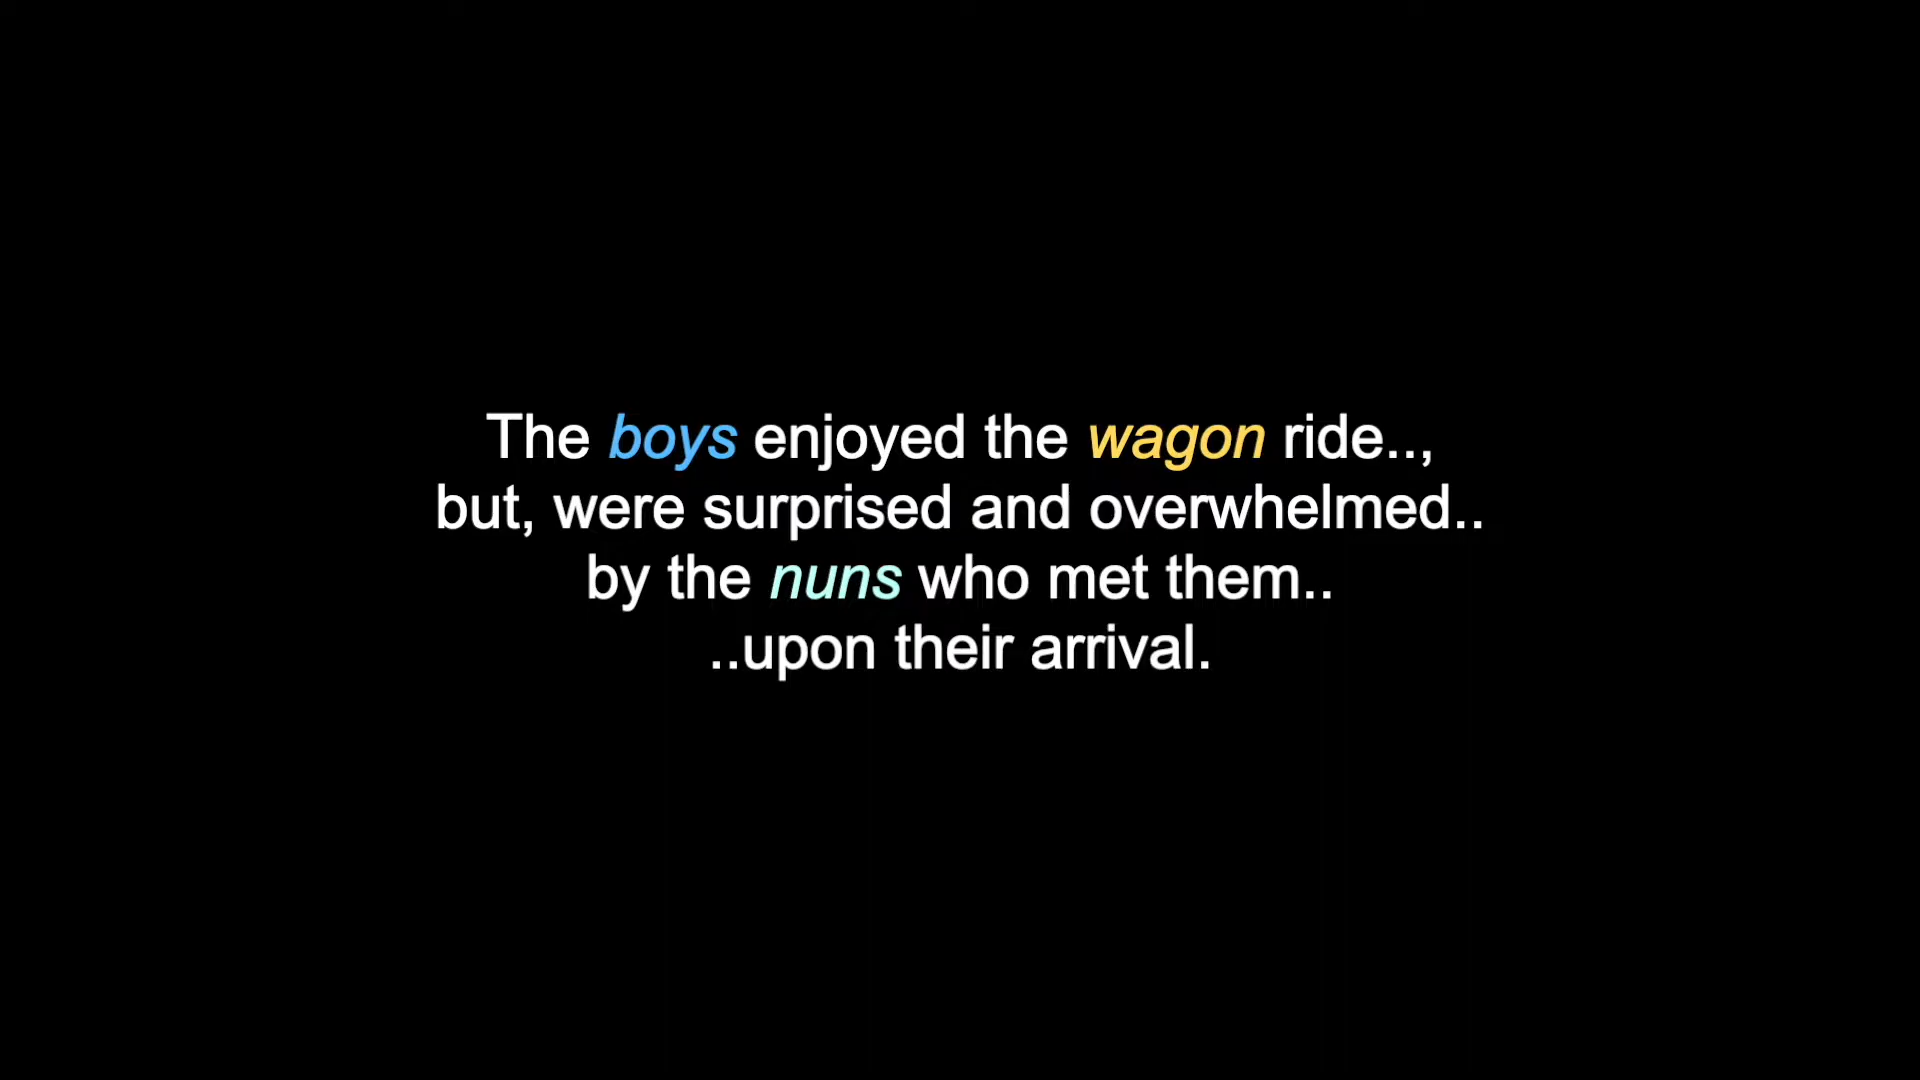 The boys enjoyed the wagon ride..,
but, were surprised and overwhelmed..
by the nuns who met them..
..upon their arrival.